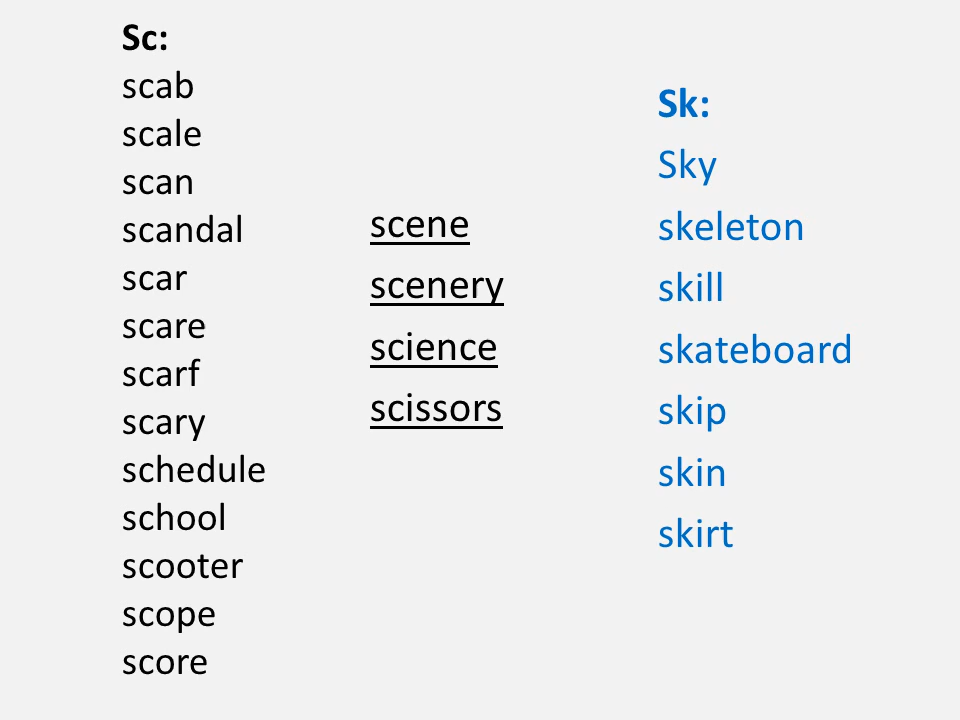 Sc:
scab
scale
scan
scandal
scar
scare
scarf
scary
schedule
school
scooter
scope
score
scene
scenery
science
scissors
Sk:
Sky
skeleton
skill
skateboard
skip
skin
skirt